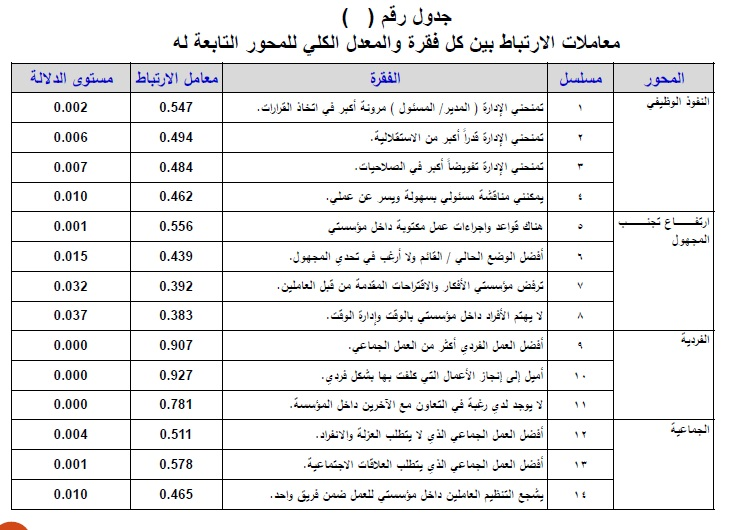 جدول رقم ( )
معاملات الارتباط بين كل فقرة والمعدل الكلي للمحور التابعة له
المحور مسلسل الفقرة معامل الارتباط مستوى الدلالة
النفوذ الوظيفي ١ تمنحني الإدارة ( المدير/ المسئول ) مرونة أكبر في اتخاذ القرارات. 0.547 0.002
٢ تمنحني الإدارة قدراً أكبر من الاستقلالية. 0.494 0.006
٣ تمنحني الإدارة تفويضاً أكبر في الصلاحيات. 0.484 0.007
٤ يمكنني مناقشة مسئولي بسهولة ويسر عن عملي. 0.462 0.010
ارتفاع تجنب المجهول ٥ هناك قواعد واجراءات عمل مكتوبة داخل مؤسستي 0.556 0.001
٦ أفضل الوضع الحالي / القائم ولا أرغب في تحدي المجهول. 0.439 0.015
٧ ترفض مؤسستي الأفكار والاقتراحات المقدمة من قبل العاملين. 0.392 0.032
٨ لا يهتم الأفراد داخل مؤسستي بالوقت وإدارة الوقت. 0.383 0.037
الفردية ٩ أفضل العمل الفردي أكثر من العمل الجماعي. 0.907 0.000
١٠ أميل إلى إنجاز الأعمال التي كلفت بها بشكل فردي. 0.927 0.000
١١ لا يوجد لدي رغبة في التعاون مع الآخرين داخل المؤسسة. 0.781 0.000
الجماعية ١٢ أفضل العمل الجماعي الذي لا يتطلب العزلة والانفراد. 0.511 0.004
١٣ أفضل العمل الجماعي الذي يتطلب العلاقات الاجتماعية. 0.578 0.001
١٤ يشجع التنظيم العاملين داخل مؤسستي للعمل ضمن فريق واحد. 0.465 0.010